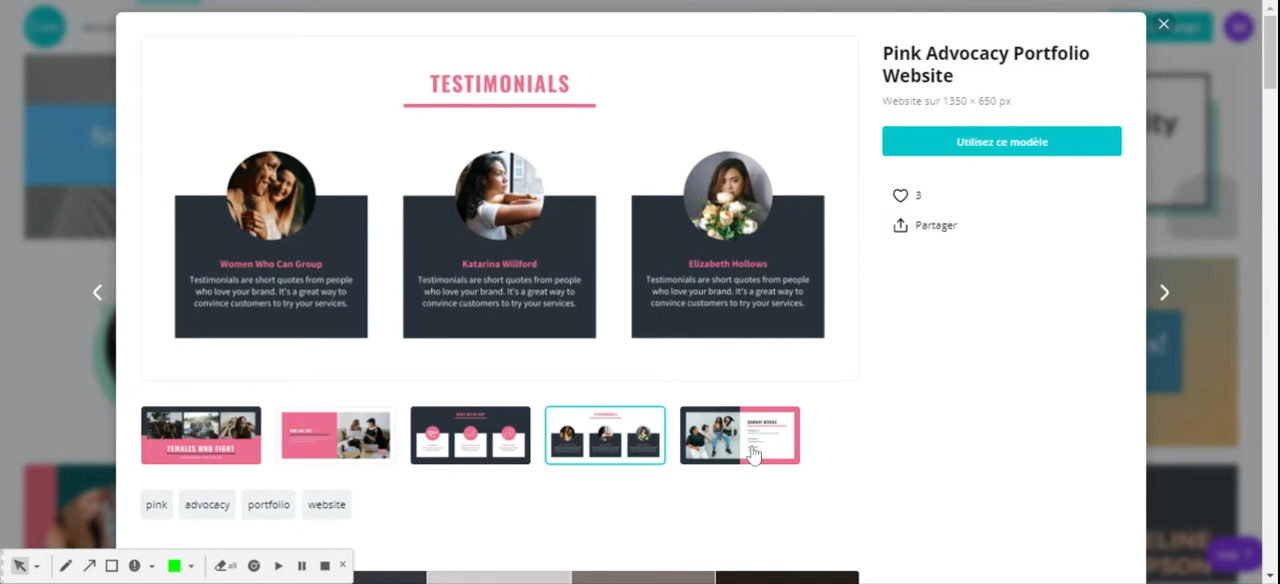 TESTIMONIALS
Women Who Can Group
Testimonials are short quotes from people
who love your brand. It's a great way to
convince customers to try your services.
Katarina Willford
Testimonials are short quotes from people
who love your brand. It's a great way to
convince customers to try your services.
Elizabeth Hollows
Testimonials are short quotes from people
who love your brand. It's a great way to
convince customers to try your services.
Pink Advocacy Portfolio
Website
Website sur 1350 × 650 px
Utilisez ce modèle
3
Partager
FEMALES WHO FIGHT
TESTIMONIALS
CONTACT DETAILS
pink
advocacy
portfolio
website
all